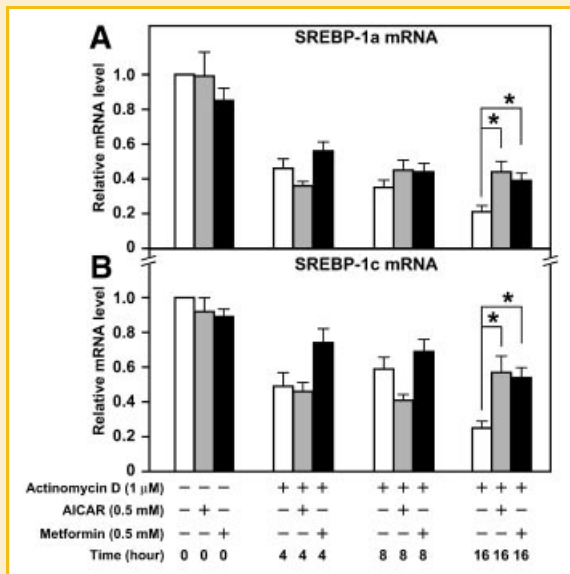 A
SREBP-1a mRNA
Relative mRNA level
1.0
0.8
0.6
0.4
0.2
0
* *
B
SREBP-1c mRNA
Relative mRNA level
1.0
0.8
0.6
0.4
0.2
0
* *
Actinomycin D (1 μM) − − − + + + + + + + + +
AICAR (0.5 mM) − + − − + − − + − − + −
Metformin (0.5 mM) − − + − − + − − + − − +
Time (hour) 0 0 0 4 4 4 8 8 8 16 16 16